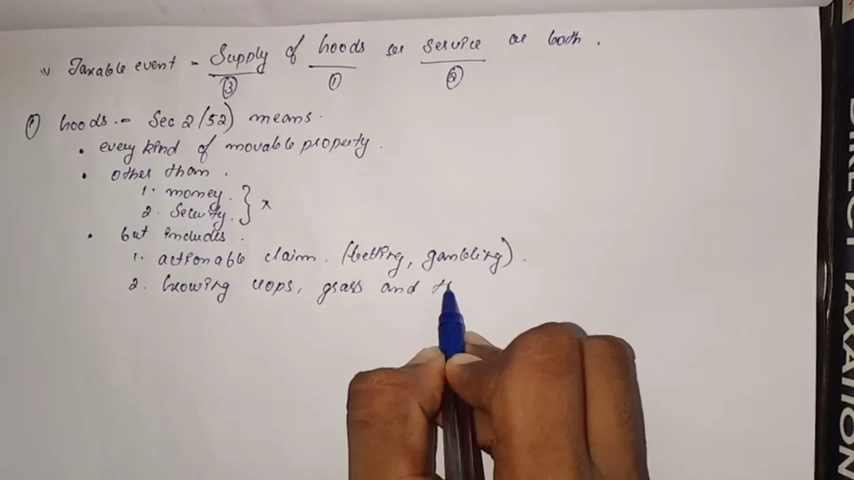 Taxable event - Supply of Goods or service or both.
③ ① ②
① Goods - Sec 2 (52) means.
• every kind of movable property.
• other than.
1. money.
2. Security. } x
• but includes.
1. actionable claim. (betting, gambling).
2. Growing crops, grass and
DIRECT TAXATION